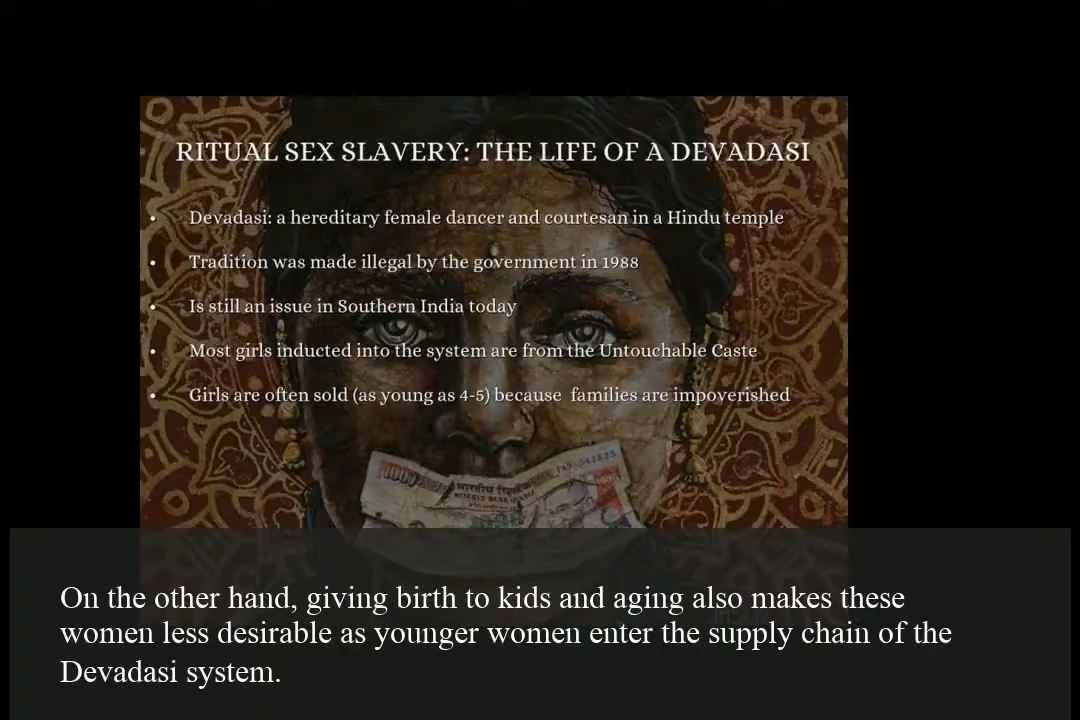 RITUAL SEX SLAVERY: THE LIFE OF A DEVADASI
• Devadasi: a hereditary female dancer and courtesan in a Hindu temple
• Tradition was made illegal by the government in 1988
• Is still an issue in Southern India today
• Most girls inducted into the system are from the Untouchable Caste
• Girls are often sold (as young as 4-5) because families are impoverished
1000
On the other hand, giving birth to kids and aging also makes these
women less desirable as younger women enter the supply chain of the
Devadasi system.